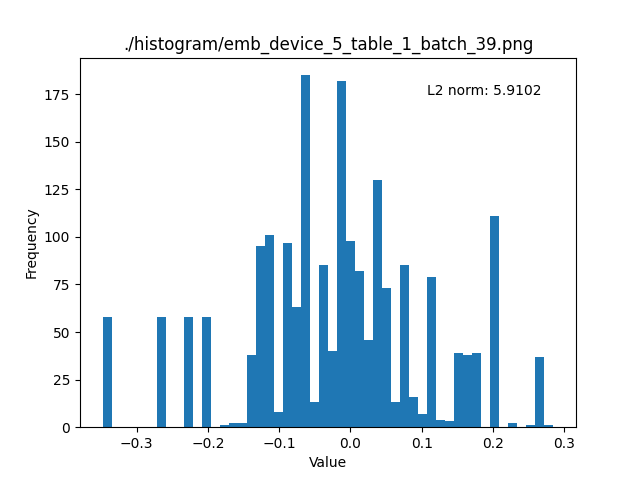 ./histogram/emb_device_5_table_1_batch_39.png
L2 norm: 5.9102
Frequency
175
150
125
100
75
50
25
0
−0.3 −0.2 −0.1 0.0 0.1 0.2 0.3
Value